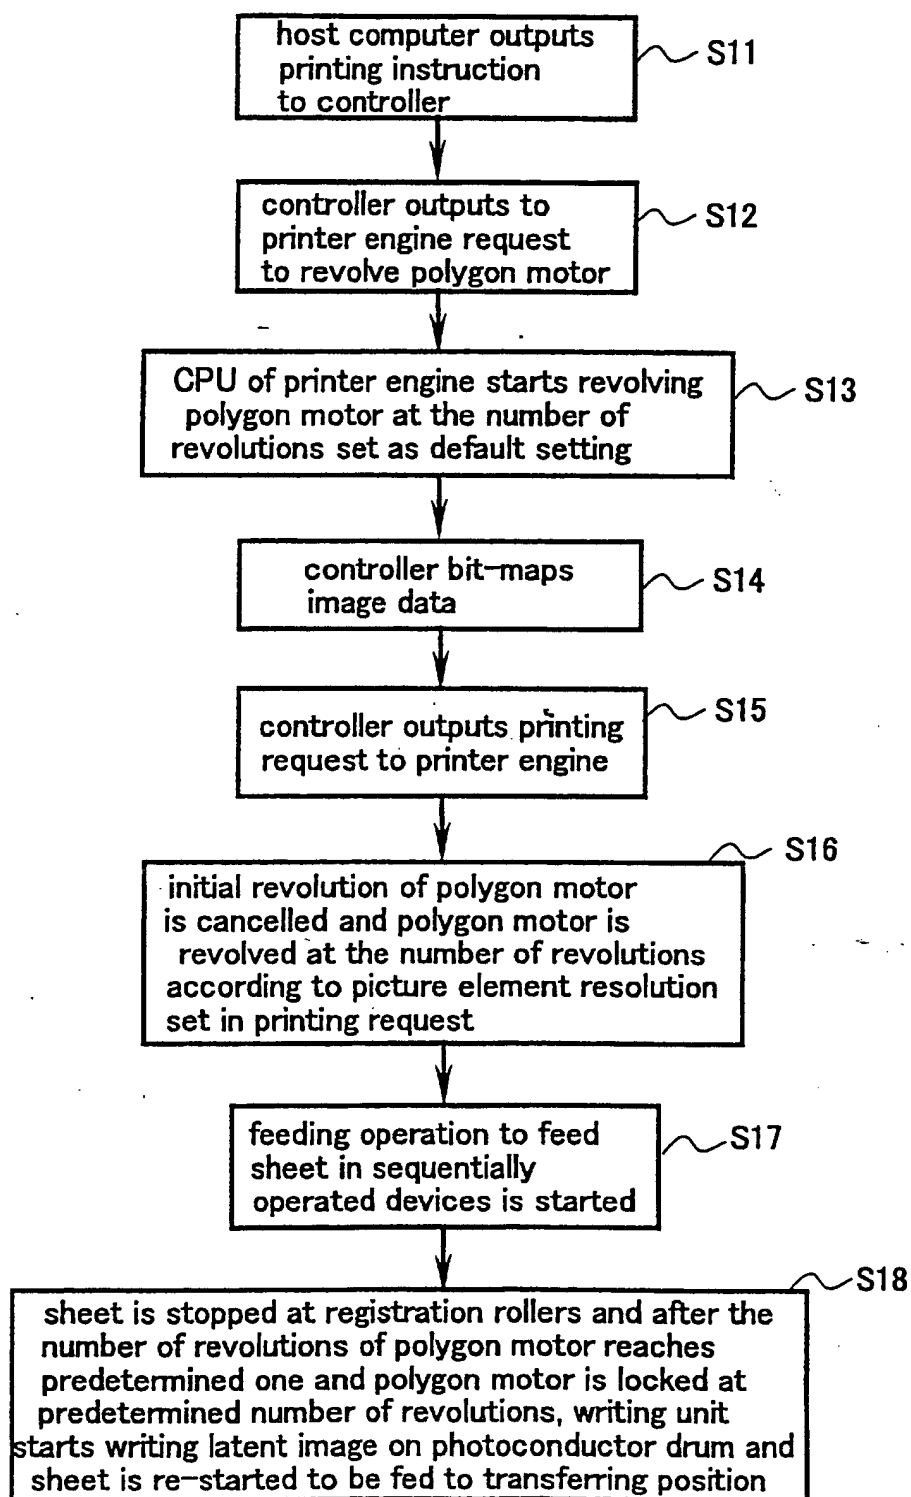 host computer outputs
printing instruction
to controller
S11
controller outputs to
printer engine request
to revolve polygon motor
S12
CPU of printer engine starts revolving
polygon motor at the number of
revolutions set as default setting
S13
controller bit-maps
image data
S14
controller outputs printing
request to printer engine
S15
initial revolution of polygon motor
is cancelled and polygon motor is
revolved at the number of revolutions
according to picture element resolution
set in printing request
S16
feeding operation to feed
sheet in sequentially
operated devices is started
S17
sheet is stopped at registration rollers and after the
number of revolutions of polygon motor reaches
predetermined one and polygon motor is locked at
predetermined number of revolutions, writing unit
starts writing latent image on photoconductor drum and
sheet is re-started to be fed to transferring position
S18